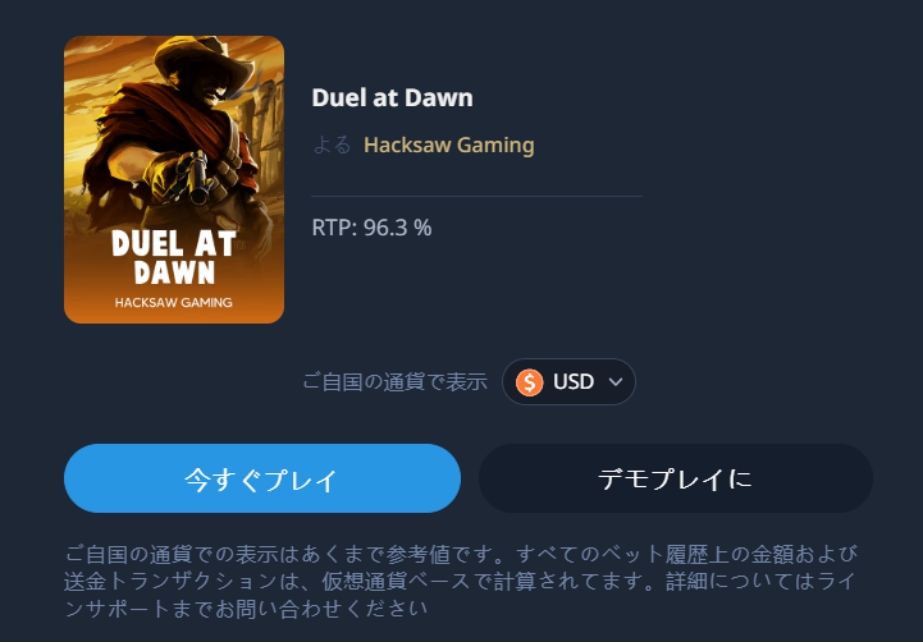 Duel at Dawn
よる Hacksaw Gaming
RTP: 96.3 %
DUEL AT
DAWN
HACKSAW GAMING
ご自国の通貨で表示 USD
今すぐプレイ デモプレイに
ご自国の通貨での表示はあくまで参考値です。すべてのベット履歴上の金額および
送金トランザクションは、仮想通貨ベースで計算されてます。詳細についてはライ
ンサポートまでお問い合わせください